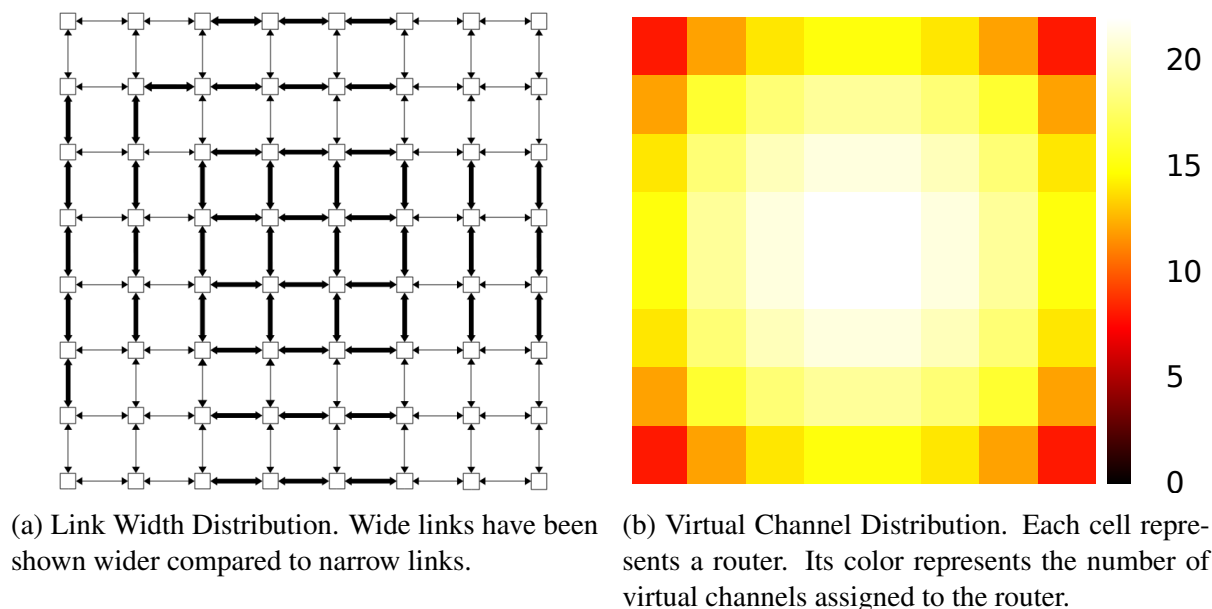 20
15
10
5
0
(a) Link Width Distribution. Wide links have been
shown wider compared to narrow links.
(b) Virtual Channel Distribution. Each cell repre-
sents a router. Its color represents the number of
virtual channels assigned to the router.